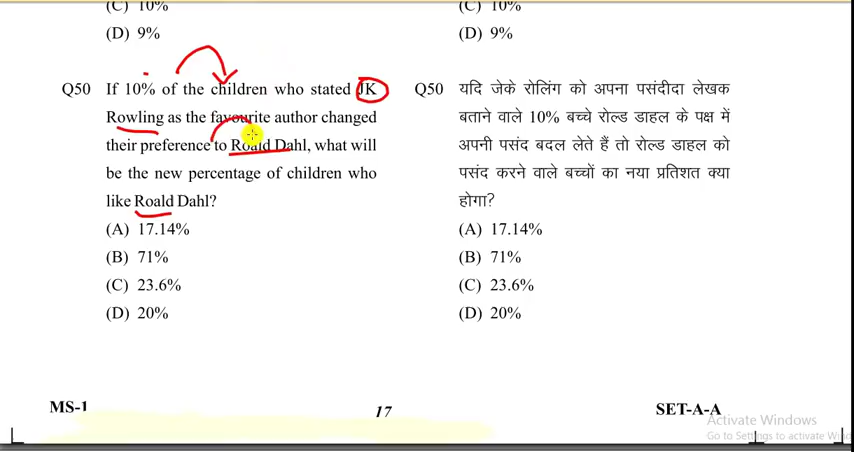 (C) 10%
(D) 9%
Q50 If 10% of the children who stated JK
Rowling as the favourite author changed
their preference to Roald Dahl, what will
be the new percentage of children who
like Roald Dahl?
(A) 17.14%
(B) 71%
(C) 23.6%
(D) 20%
(C) 10%
(D) 9%
Q50 यदि जेके रोलिंग को अपना पसंदीदा लेखक
बताने वाले 10% बच्चे रोल्ड डाहल के पक्ष में
अपनी पसंद बदल लेते हैं तो रोल्ड डाहल को
पसंद करने वाले बच्चों का नया प्रतिशत क्या
होगा?
(A) 17.14%
(B) 71%
(C) 23.6%
(D) 20%
MS-1 17 SET-A-A
Activate Windows
Go to Settings to activate Wind